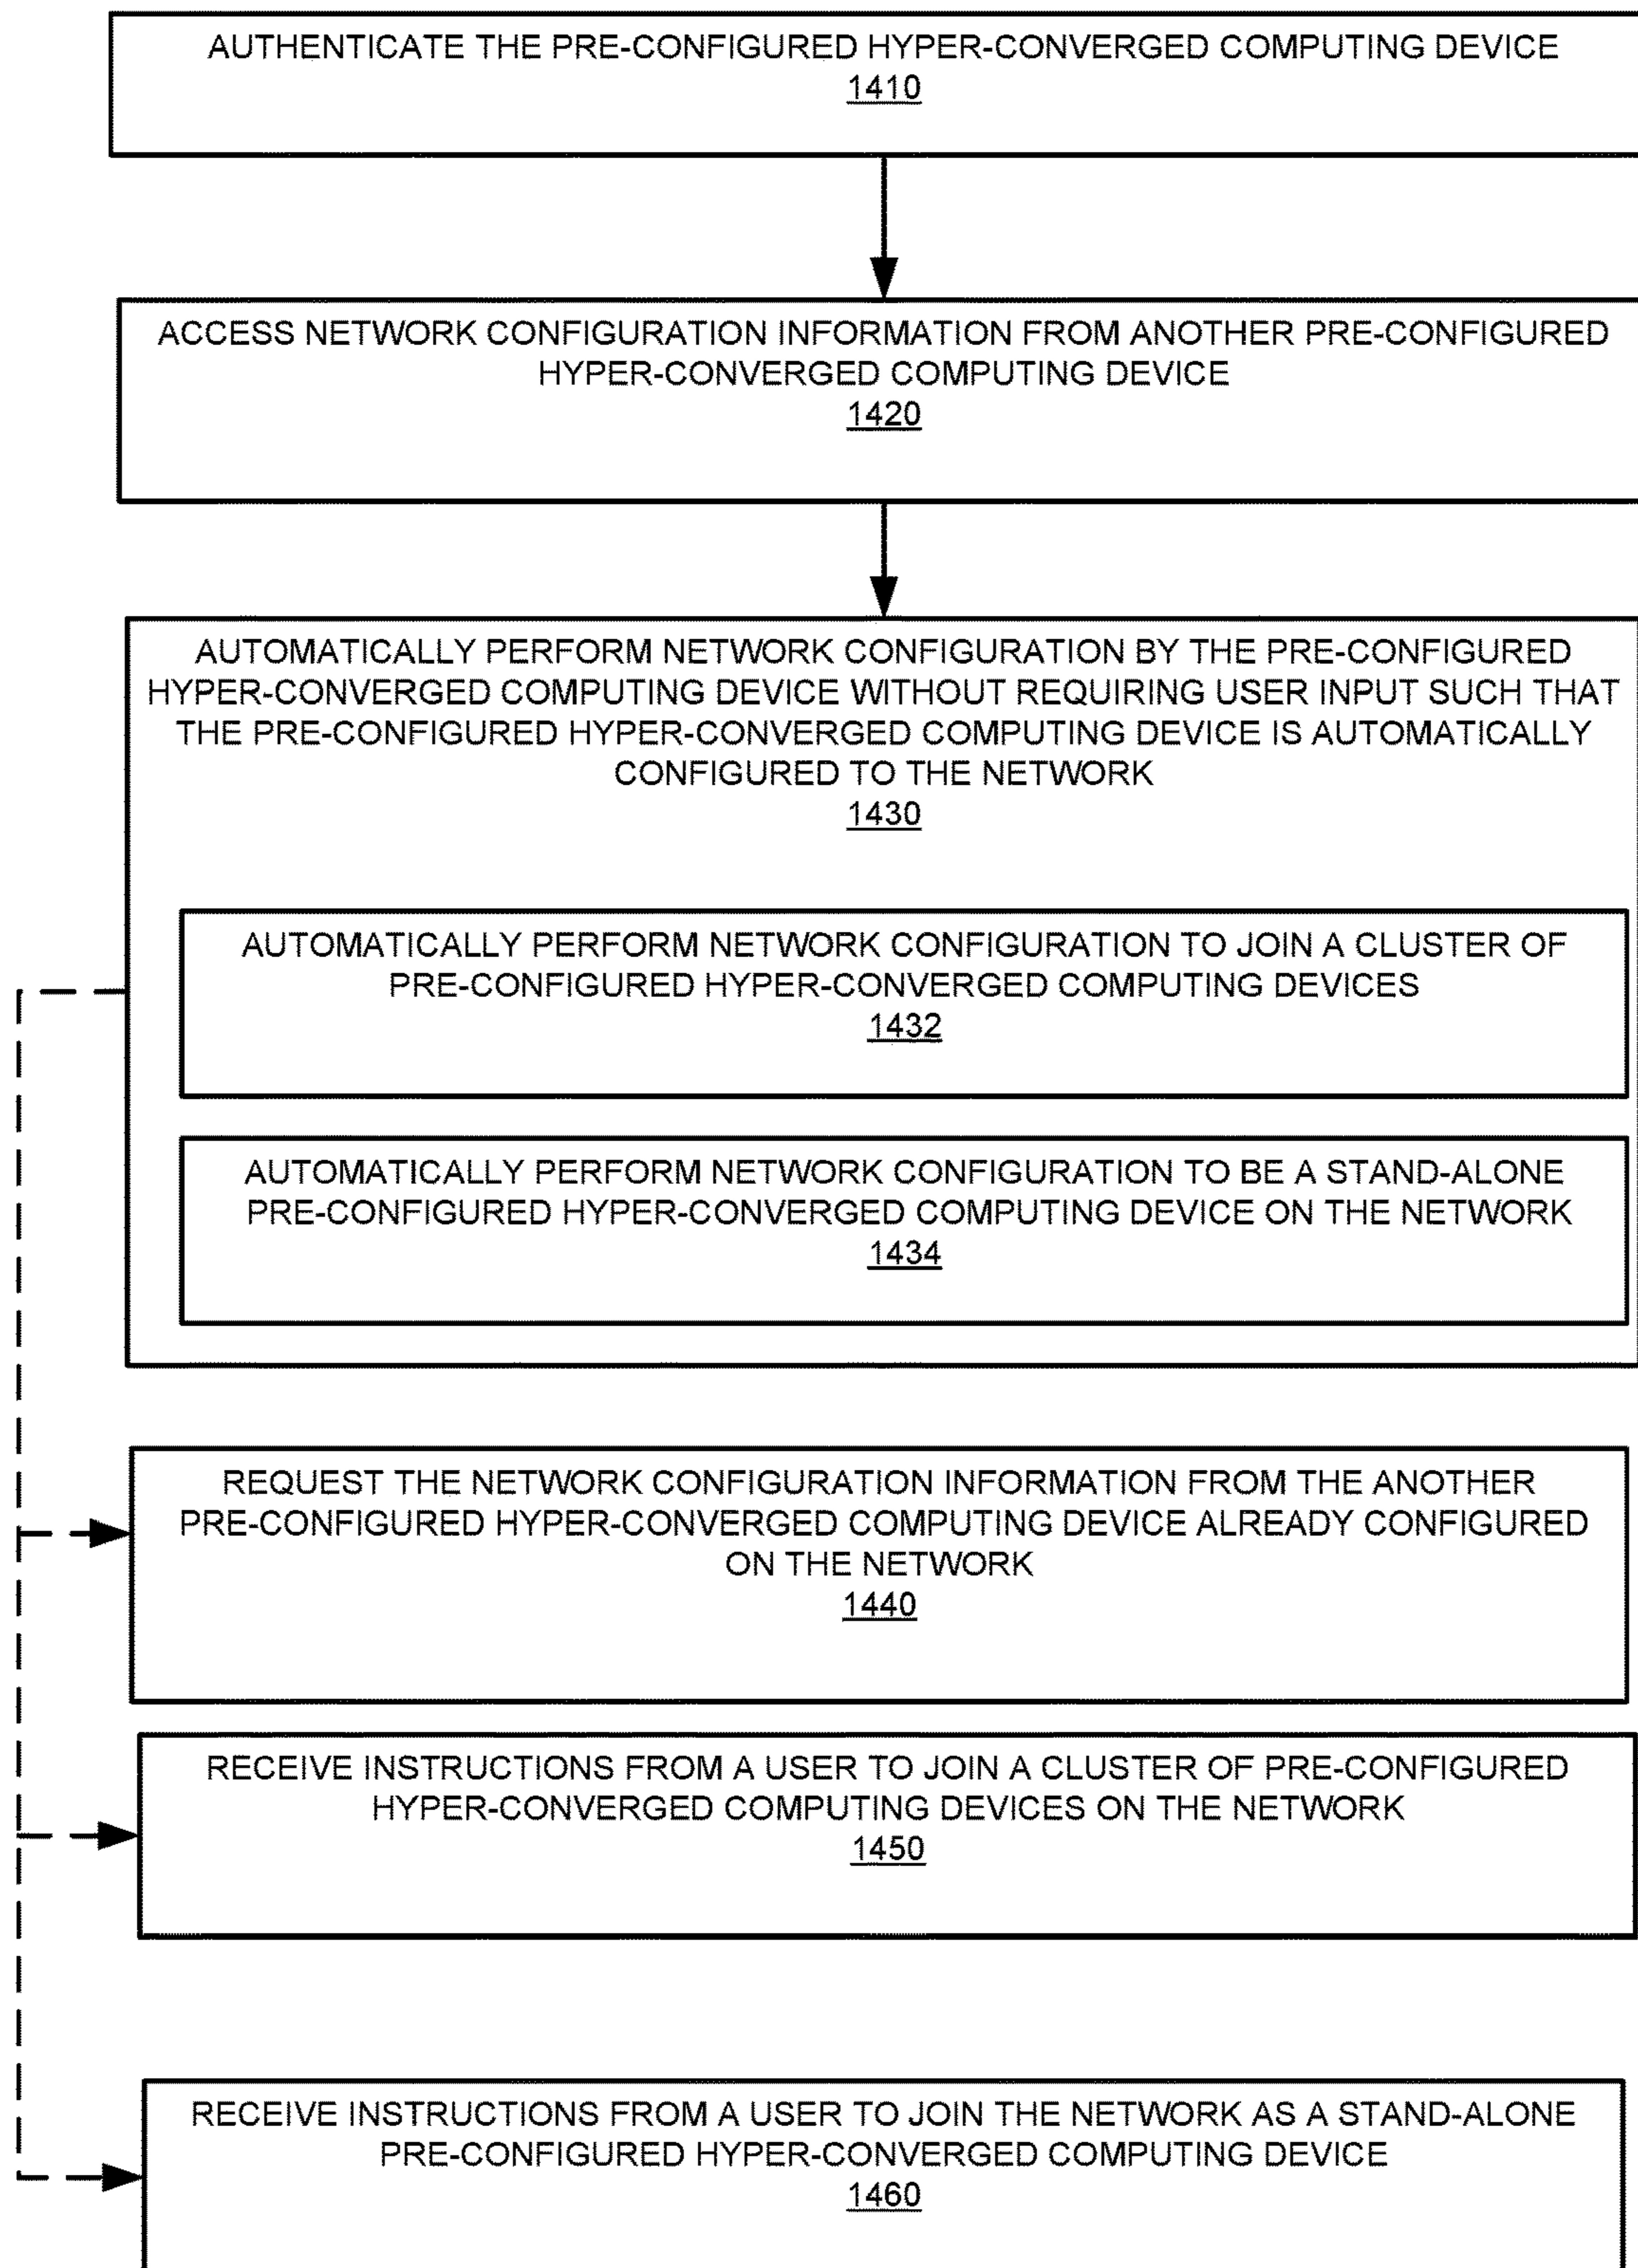 AUTHENTICATE THE PRE-CONFIGURED HYPER-CONVERGED COMPUTING DEVICE
1410
ACCESS NETWORK CONFIGURATION INFORMATION FROM ANOTHER PRE-CONFIGURED
HYPER-CONVERGED COMPUTING DEVICE
1420
AUTOMATICALLY PERFORM NETWORK CONFIGURATION BY THE PRE-CONFIGURED
HYPER-CONVERGED COMPUTING DEVICE WITHOUT REQUIRING USER INPUT SUCH THAT
THE PRE-CONFIGURED HYPER-CONVERGED COMPUTING DEVICE IS AUTOMATICALLY
CONFIGURED TO THE NETWORK
1430
AUTOMATICALLY PERFORM NETWORK CONFIGURATION TO JOIN A CLUSTER OF
PRE-CONFIGURED HYPER-CONVERGED COMPUTING DEVICES
1432
AUTOMATICALLY PERFORM NETWORK CONFIGURATION TO BE A STAND-ALONE
PRE-CONFIGURED HYPER-CONVERGED COMPUTING DEVICE ON THE NETWORK
1434
REQUEST THE NETWORK CONFIGURATION INFORMATION FROM THE ANOTHER
PRE-CONFIGURED HYPER-CONVERGED COMPUTING DEVICE ALREADY CONFIGURED
ON THE NETWORK
1440
RECEIVE INSTRUCTIONS FROM A USER TO JOIN A CLUSTER OF PRE-CONFIGURED
HYPER-CONVERGED COMPUTING DEVICES ON THE NETWORK
1450
RECEIVE INSTRUCTIONS FROM A USER TO JOIN THE NETWORK AS A STAND-ALONE
PRE-CONFIGURED HYPER-CONVERGED COMPUTING DEVICE
1460